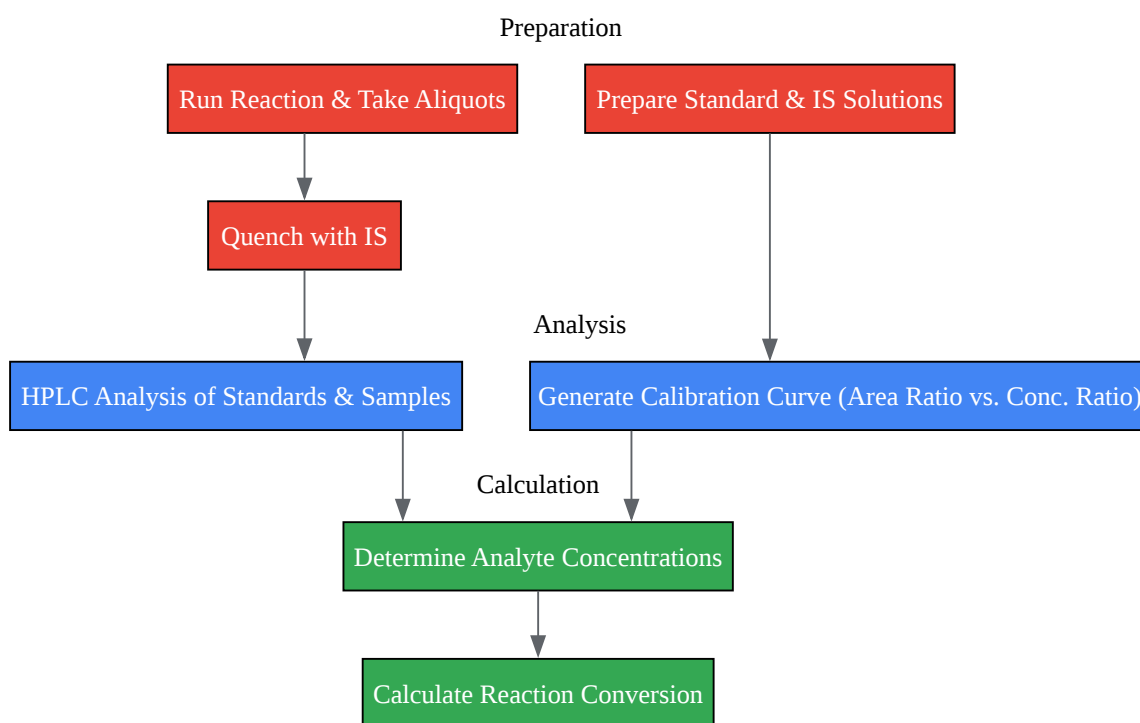 Preparation
Run Reaction & Take Aliquots
Prepare Standard & IS Solutions
Quench with IS
Analysis
HPLC Analysis of Standards & Samples
Generate Calibration Curve (Area Ratio vs. Conc. Ratio)
Calculation
Determine Analyte Concentrations
Calculate Reaction Conversion